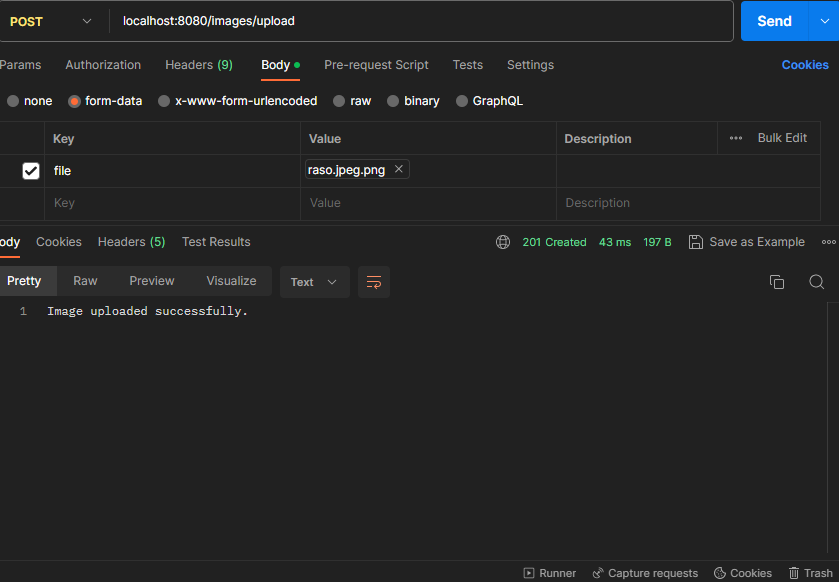 POST localhost:8080/images/upload Send
Params Authorization Headers (9) Body Pre-request Script Tests Settings Cookies
none form-data x-www-form-urlencoded raw binary GraphQL
Key Value Description Bulk Edit
file raso.jpeg.png
Key Value Description
ody Cookies Headers (5) Test Results 201 Created 43 ms 197 B Save as Example
Pretty Raw Preview Visualize Text
1 Image uploaded successfully.
Runner Capture requests Cookies Trash